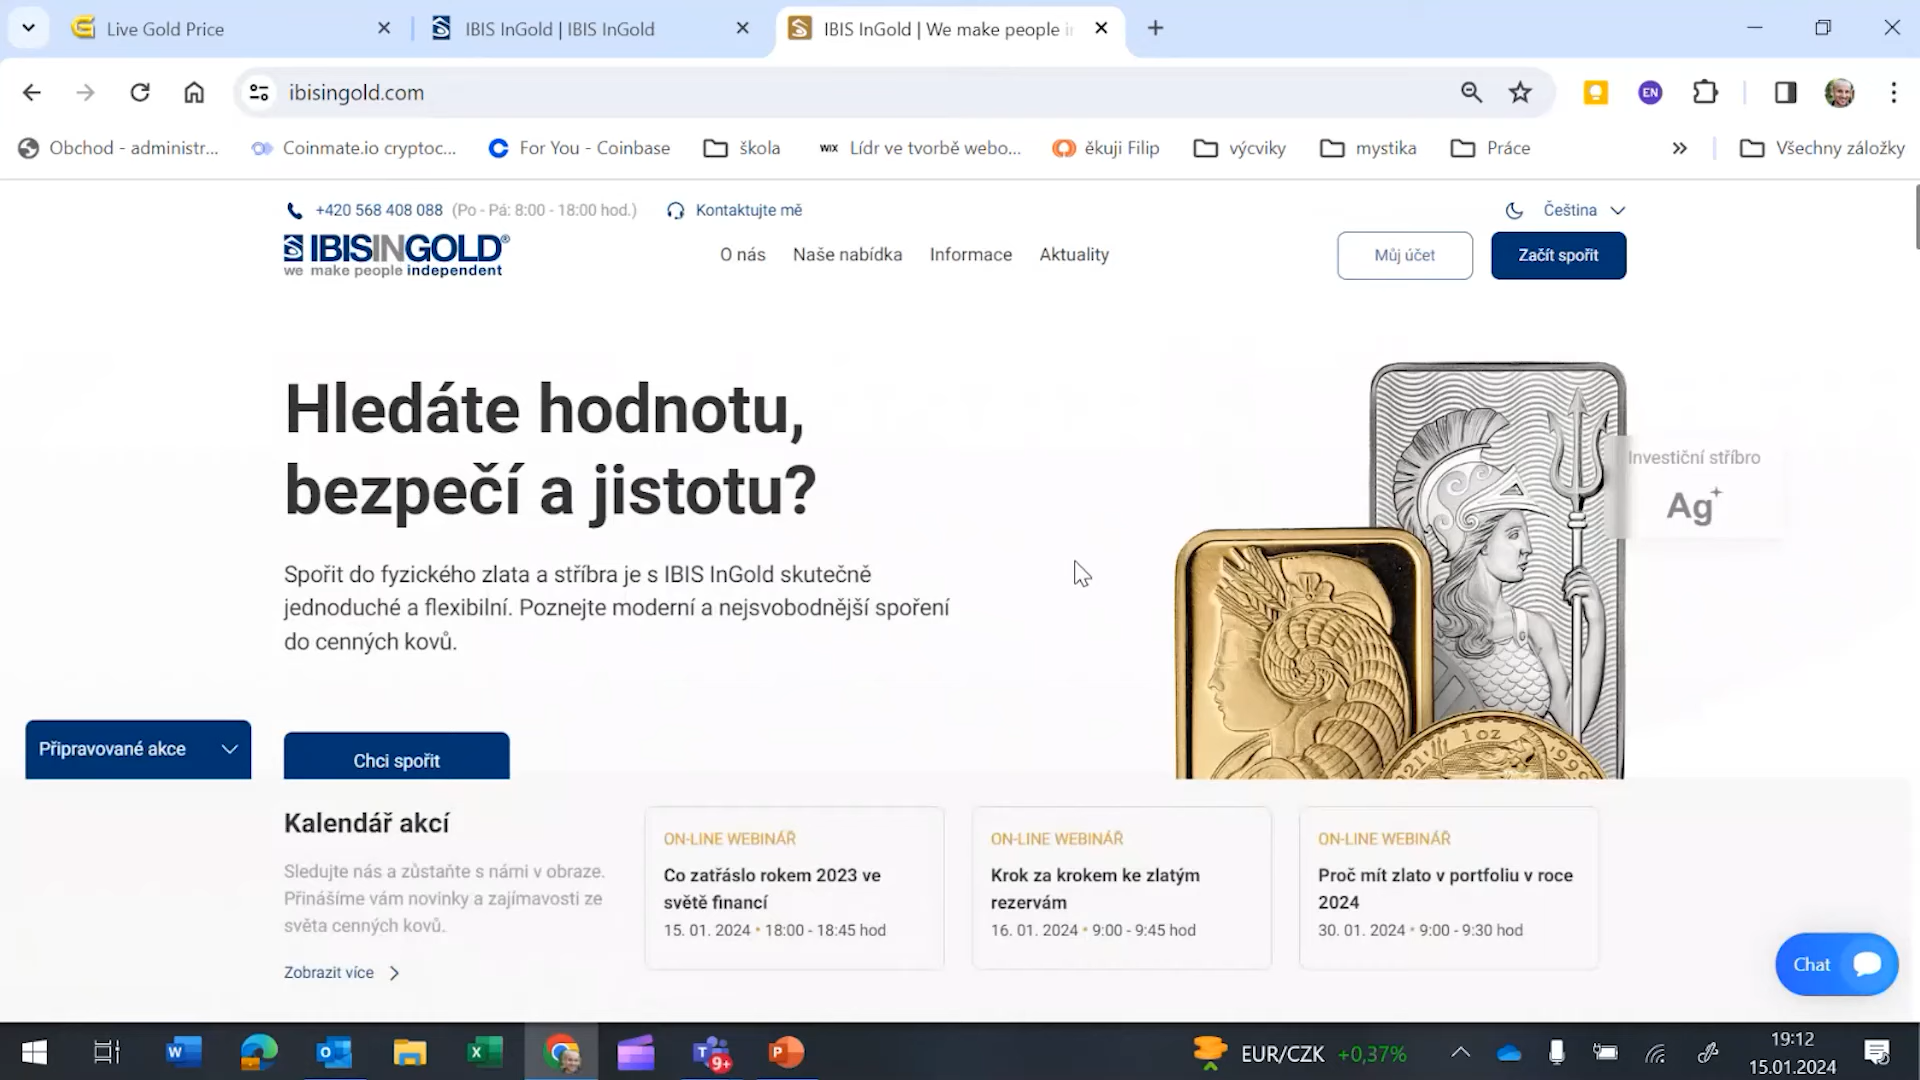 Live Gold Price
IBIS InGold | IBIS InGold
IBIS InGold | We make people
ibisingold.com
EN
Obchod - administr...
Coinmate.io cryptoc...
For You - Coinbase
škola
WIX
Lídr ve tvorbě webo...
ěkuji Filip
výcviky
mystika
Práce
Všechny záložky
+420 568 408 088 (Po - Pá: 8:00 - 18:00 hod.)
Kontaktujte mě
Čeština
IBISINGOLD®
we make people independent
O nás
Naše nabídka
Informace
Aktuality
Můj účet
Začít spořit
Hledáte hodnotu,
bezpečí a jistotu?
Investiční stříbro
Ag
Spořit do fyzického zlata a stříbra je s IBIS InGold skutečně
jednoduché a flexibilní. Poznejte moderní a nejsvobodnější spoření
do cenných kovů.
1 oz
Připravované akce
Chci spořit
Kalendář akcí
Sledujte nás a zůstaňte s námi v obraze.
Přinášíme vám novinky a zajímavosti ze
světa cenných kovů.
Zobrazit více
ON-LINE WEBINÁŘ
Co zatřáslo rokem 2023 ve
světě financí
15. 01. 2024 • 18:00 - 18:45 hod
ON-LINE WEBINÁŘ
Krok za krokem ke zlatým
rezervám
16. 01. 2024 • 9:00 - 9:45 hod
ON-LINE WEBINÁŘ
Proč mít zlato v portfoliu v roce
2024
30. 01. 2024 • 9:00 - 9:30 hod
Chat
9+
EUR/CZK +0,37%
19:12
15.01.2024